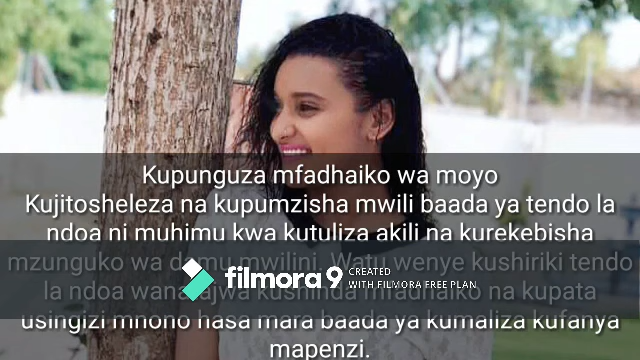 Kupunguza mfadhaiko wa moyo
Kujitosheleza na kupumzisha mwili baada ya tendo la
ndoa ni muhimu kwa kutuliza akili na kurekebisha
mzunguko wa damu mwilini. Watu wenye kushiriki tendo
la ndoa mfadhaiko na kupata
usingizi mnono hasa mara baada ya kumaliza kufanya
mapenzi.
filmora 9
CREATED
WITH FILMORA FREE PLAN